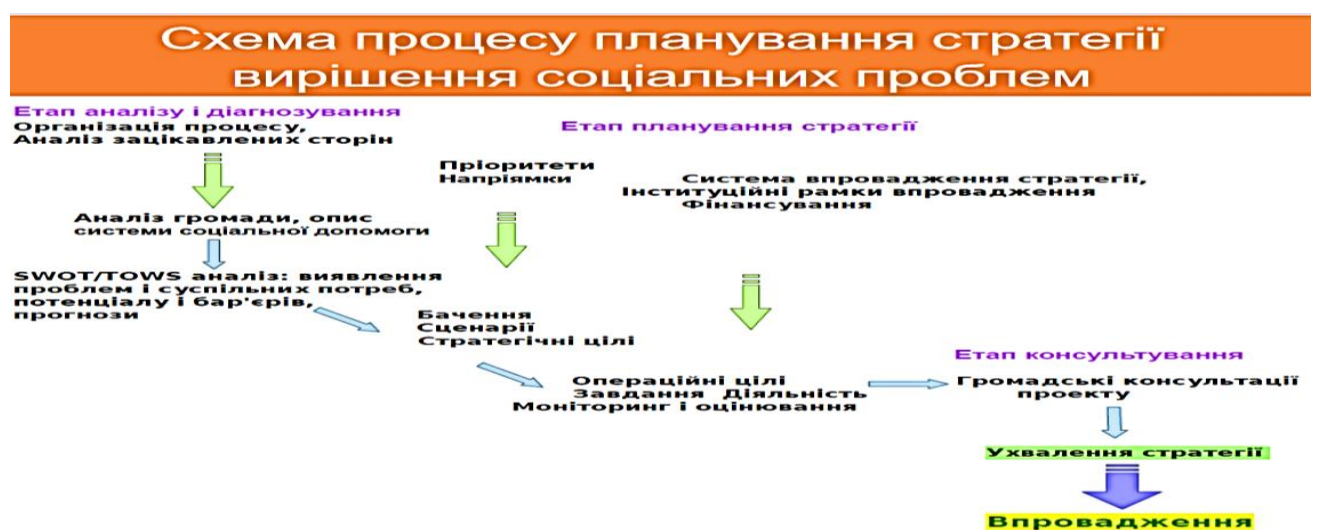 Схема процесу планування стратегії
вирішення соціальних проблем
Етап аналізу і діагнозування
Організація процесу,
Аналіз зацікавлених сторін
Аналіз громади, опис
системи соціальної допомоги
SWOT/TOWS аналіз: виявлення
проблем і суспільних потреб,
потенціалу і бар'єрів,
прогнози
Етап планування стратегії
Пріоритети
Напріямки
Система впровадження стратегії,
Інституційні рамки впровадження
Фінансування
Бачення
Сценарії
Стратегічні цілі
Операційні цілі
Завдання Діяльність
Моніторинг і оцінювання
Етап консультування
Громадські консультації
проекту
Ухвалення стратегії
Впровадження